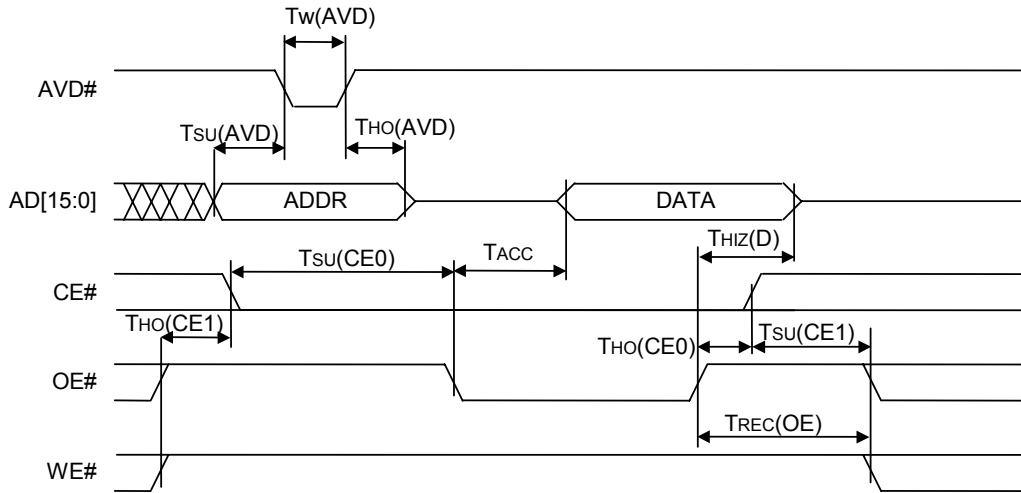 Tw(AVD)
AVD#
TSU(AVD)
THO(AVD)
AD[15:0]
ADDR
DATA
TSU(CE0)
TACC
THIZ(D)
CE#
THO(CE1)
THO(CE0)
TSU(CE1)
OE#
TREC(OE)
WE#